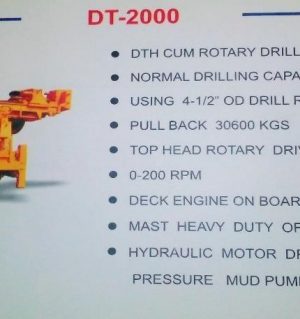 DT-2000
DTH CUM ROTARY DRILL
NORMAL DRILLING CAPA
USING 4-1/2" OD DRILL R
PULL BACK 30600 KGS
TOP HEAD ROTARY DRI
0-200 RPM
DECK ENGINE ON BOAR
MAST HEAVY DUTY OF
HYDRAULIC MOTOR DR
PRESSURE MUD PUMP